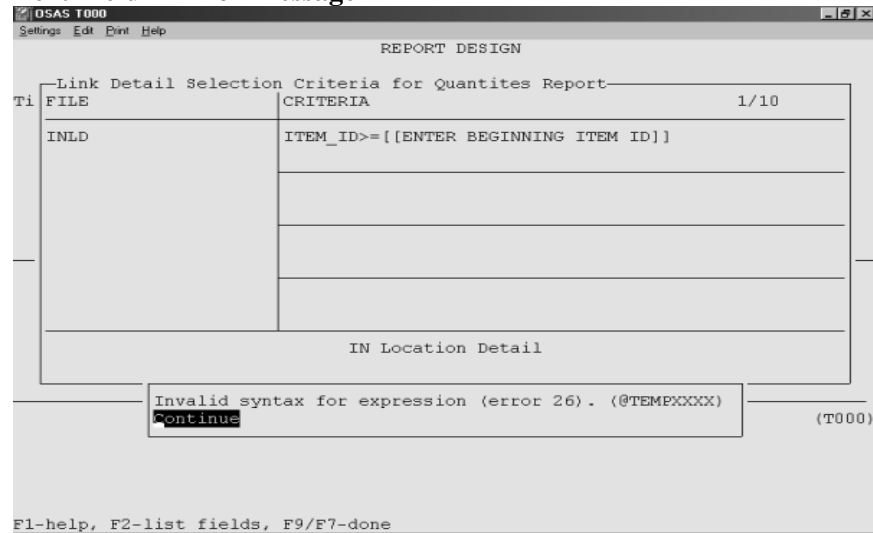 OSAS T000
Settings Edit Print Help
REPORT DESIGN
Link Detail Selection Criteria for Quantites Report
Ti FILE CRITERIA 1/10
INLD ITEM_ID>=[[ENTER BEGINNING ITEM ID]]
IN Location Detail
Invalid syntax for expression (error 26). (@TEMPXXXX)
Continue
(T000)
F1-help, F2-list fields, F9/F7-done